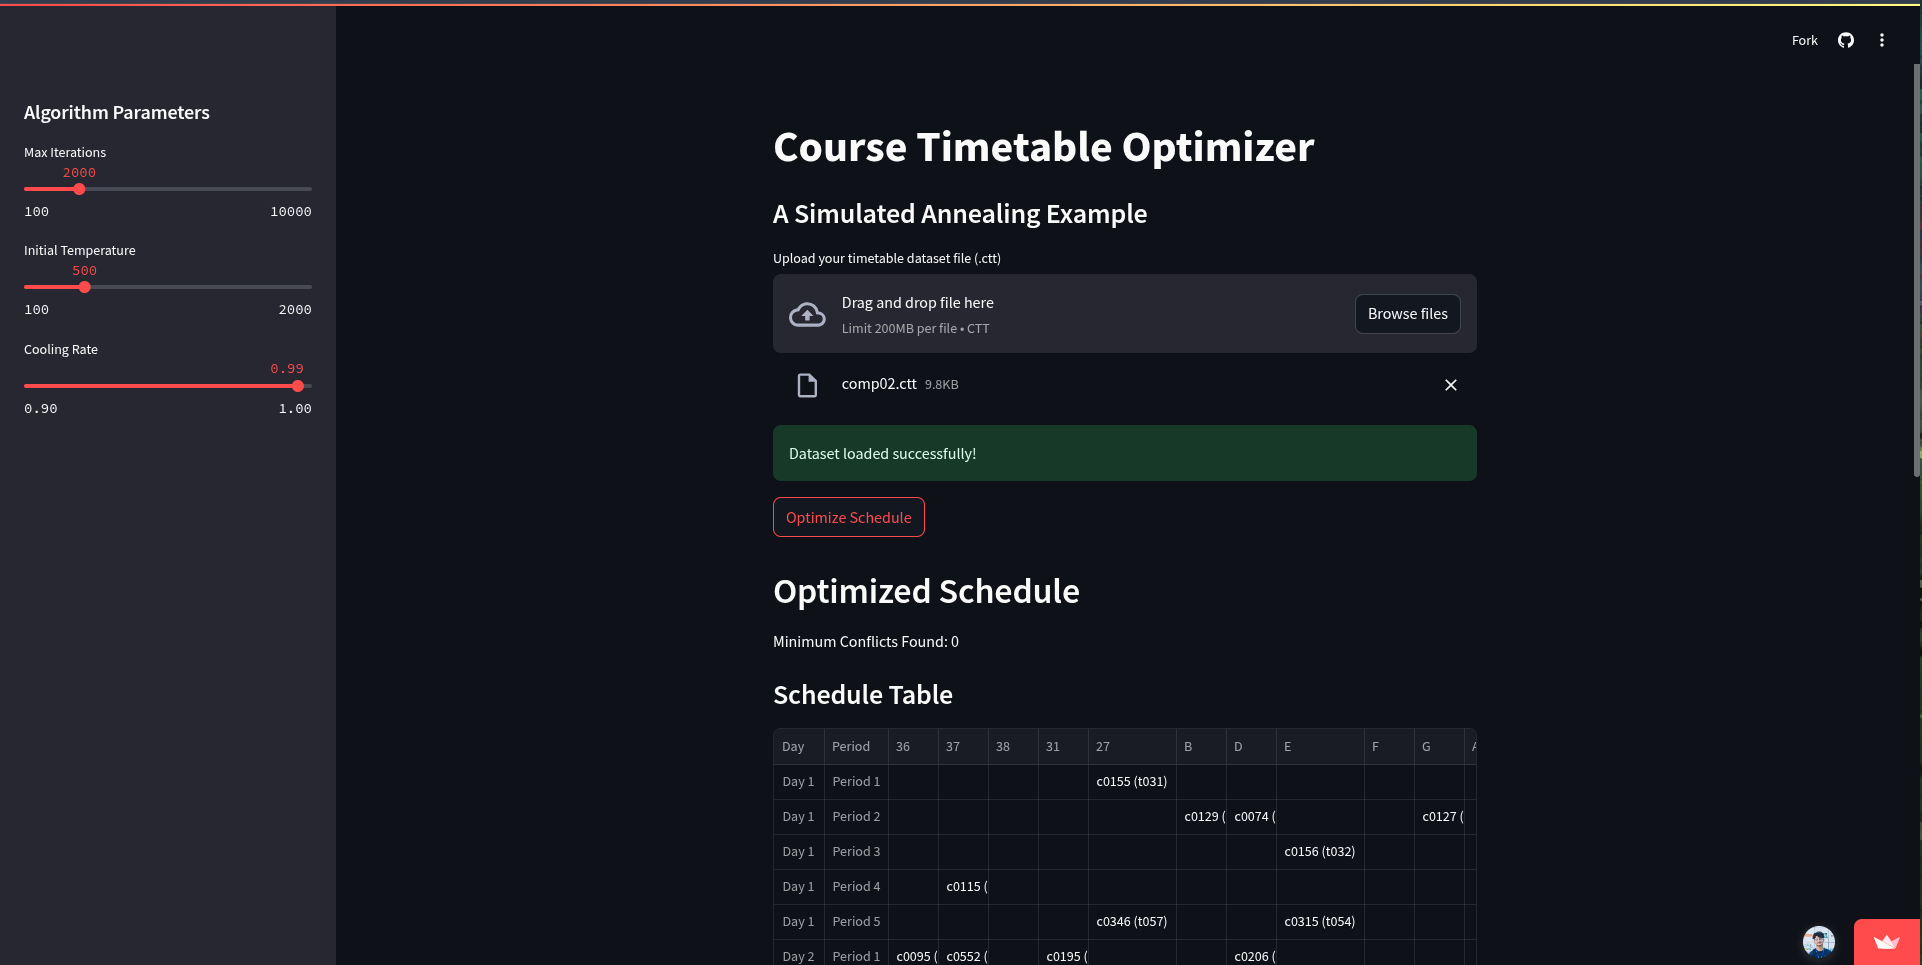 Fork
Algorithm Parameters
Max Iterations
2000
100 10000
Initial Temperature
500
100 2000
Cooling Rate
0.99
0.90 1.00
Course Timetable Optimizer
A Simulated Annealing Example
Upload your timetable dataset file (.ctt)
Drag and drop file here
Limit 200MB per file • CTT
Browse files
comp02.ctt 9.8KB
Dataset loaded successfully!
Optimize Schedule
Optimized Schedule
Minimum Conflicts Found: 0
Schedule Table
Day Period 36 37 38 31 27 B D E F G
Day 1 Period 1 c0155 (t031)
Day 1 Period 2 c0129 ( c0074 ( c0127 (
Day 1 Period 3 c0156 (t032)
Day 1 Period 4 c0115 (
Day 1 Period 5 c0346 (t057) c0315 (t054)
Day 2 Period 1 c0095 ( c0552 ( c0195 ( c0206 (